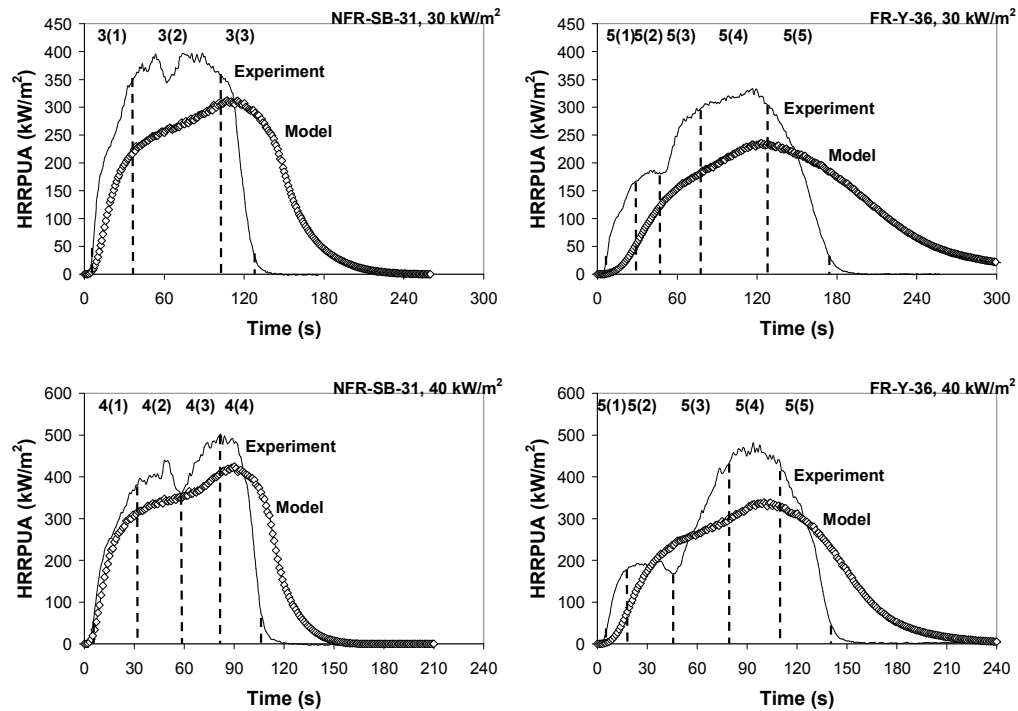 NFR-SB-31, 30 kW/m²
3(1) 3(2) 3(3)
Experiment
Model
HRRPUA (kW/m²)
450
400
350
300
250
200
150
100
50
0
0 60 120 180 240 300
Time (s)
FR-Y-36, 30 kW/m²
5(1) 5(2) 5(3) 5(4) 5(5)
Experiment
Model
HRRPUA (kW/m²)
450
400
350
300
250
200
150
100
50
0
0 60 120 180 240 300
Time (s)
NFR-SB-31, 40 kW/m²
4(1) 4(2) 4(3) 4(4)
Experiment
Model
HRRPUA (kW/m²)
600
500
400
300
200
100
0
0 30 60 90 120 150 180 210 240
Time (s)
FR-Y-36, 40 kW/m²
5(1) 5(2) 5(3) 5(4) 5(5)
Experiment
Model
HRRPUA (kW/m²)
600
500
400
300
200
100
0
0 30 60 90 120 150 180 210 240
Time (s)